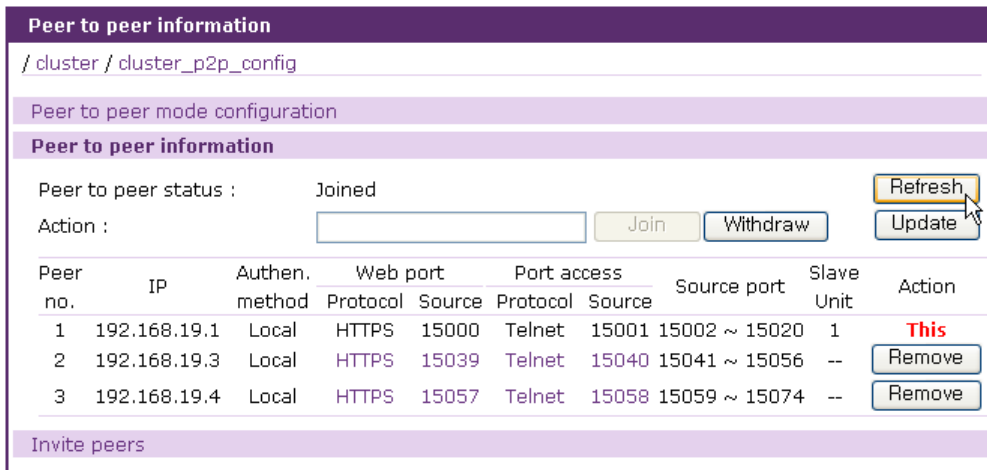 Peer to peer information
/ cluster / cluster_p2p_config
Peer to peer mode configuration
Peer to peer information
Peer to peer status : Joined Refresh
Action : Join Withdraw Update
Peer no. IP Authen. method Web port Protocol Source Port access Protocol Source Source port Slave Unit Action
1 192.168.19.1 Local HTTPS 15000 Telnet 15001 15002 ~ 15020 1 This
2 192.168.19.3 Local HTTPS 15039 Telnet 15040 15041 ~ 15056 -- Remove
3 192.168.19.4 Local HTTPS 15057 Telnet 15058 15059 ~ 15074 -- Remove
Invite peers